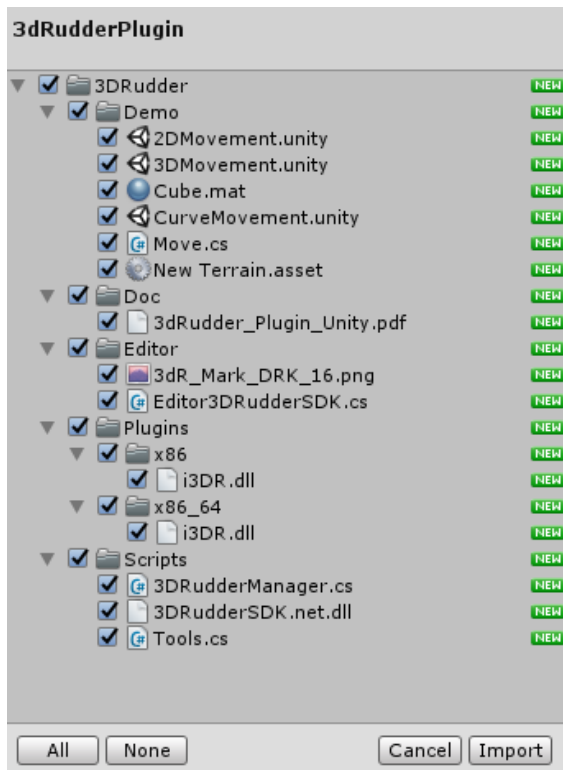 3dRudderPlugin
3DRudder NEW
Demo NEW
2DMovement.unity NEW
3DMovement.unity NEW
Cube.mat NEW
CurveMovement.unity NEW
C# Move.cs NEW
New Terrain.asset NEW
Doc NEW
3dRudder_Plugin_Unity.pdf NEW
Editor NEW
3dR_Mark_DRK_16.png NEW
C# Editor3DRudderSDK.cs NEW
Plugins NEW
x86 NEW
i3DR.dll NEW
x86_64 NEW
i3DR.dll NEW
Scripts NEW
C# 3DRudderManager.cs NEW
3DRudderSDK.net.dll NEW
C# Tools.cs NEW
All None Cancel Import